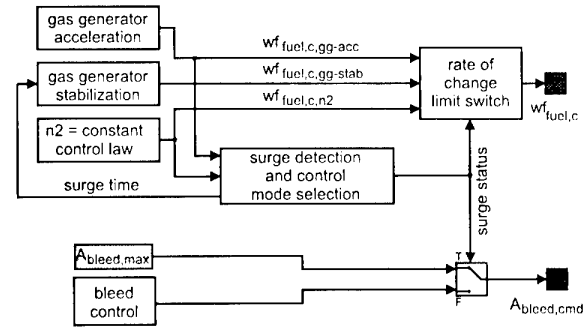 gas generator
acceleration
wf fuel,c,gg-acc
gas generator
stabilization
wf fuel,c,gg-stab
rate of
change
limit switch
wf fuel,c
wf fuel,c,n2
n2 = constant
control law
surge detection
and control
mode selection
surge time
surge status
A bleed,max
T
bleed
control
F
A bleed,cmd